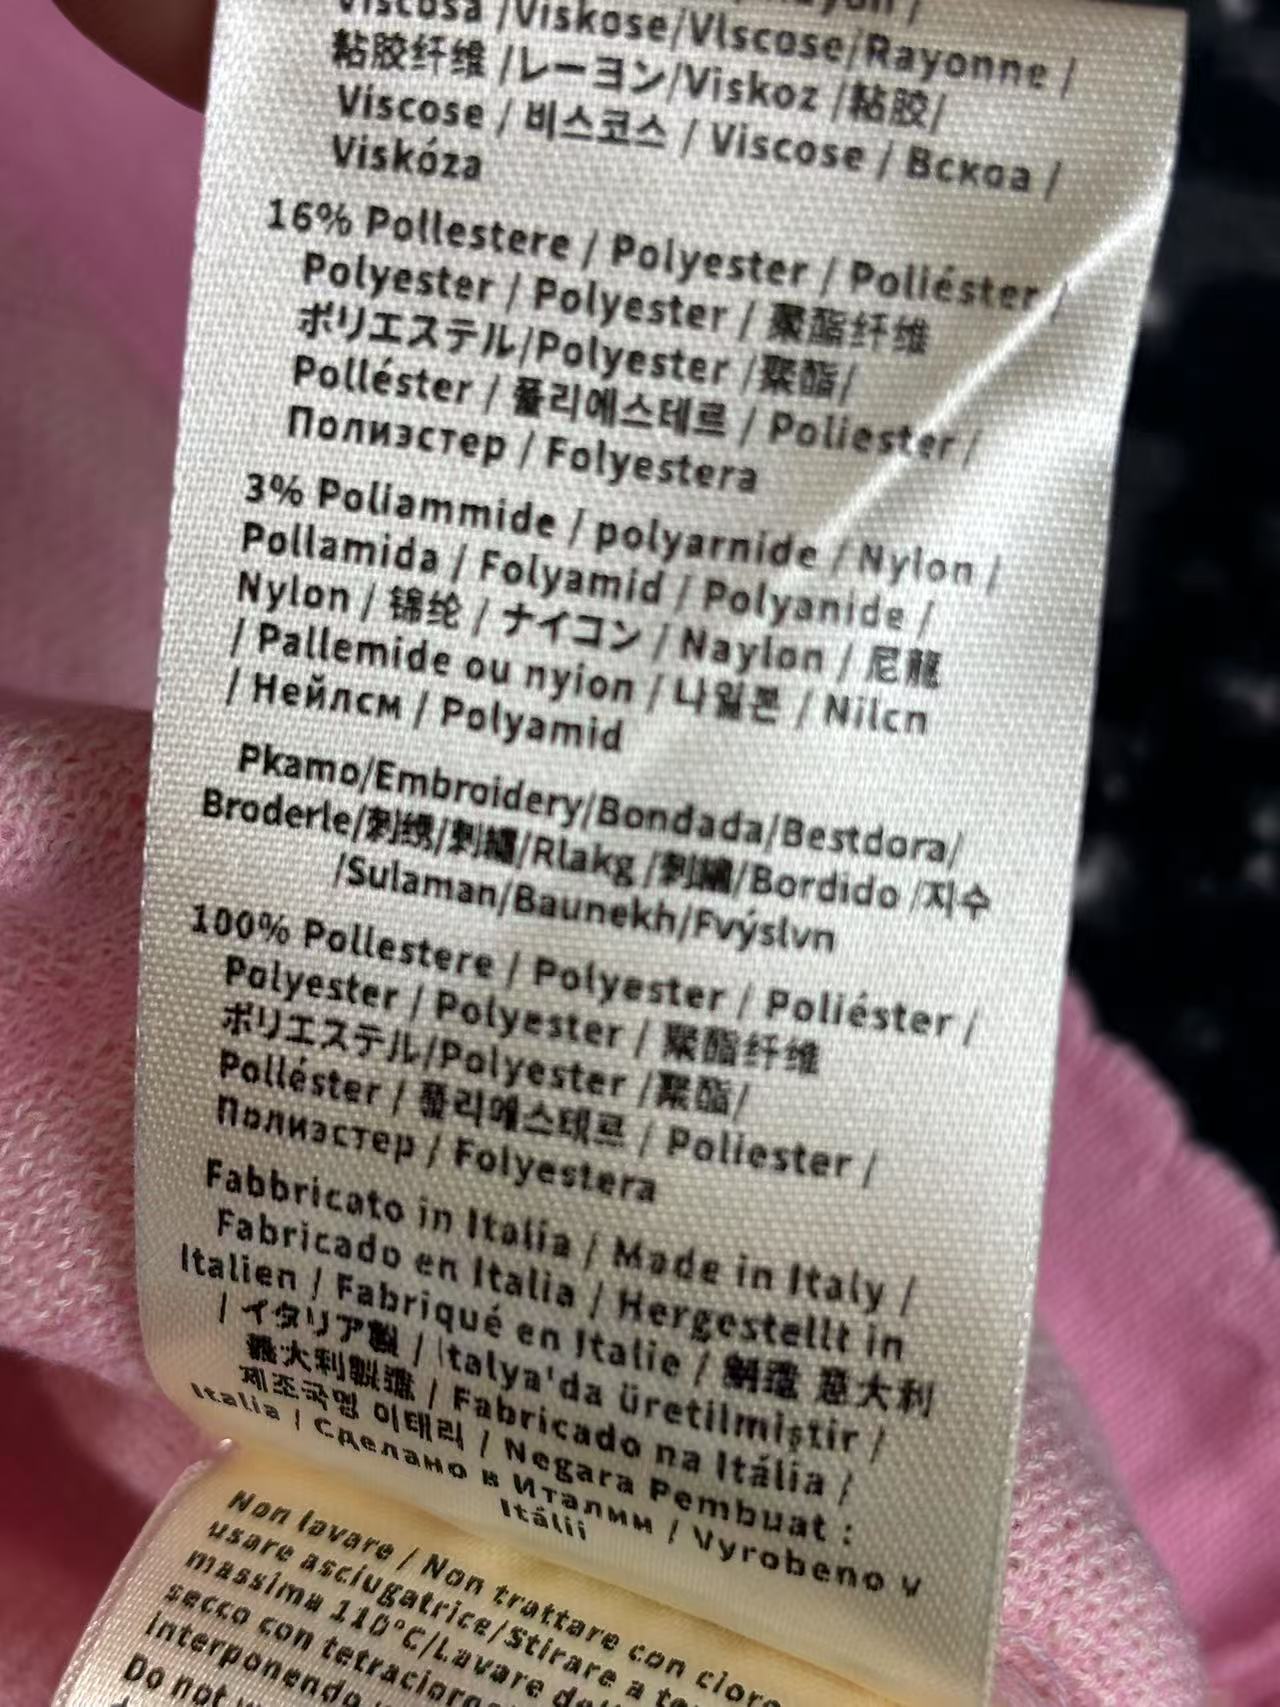 Viscosa /Viskose/Vlscose/Rayonne /
粘胶纤维 /レーヨン/Viskoz /粘胶/
Viscose / 비스코스 / Viscose / Вскоа /
Viskóza
16% Pollestere / Polyester / Poliéster /
Polyester / Polyester / 聚酯纤维
ポリエステル/Polyester /聚酯/
Polléster / 폴리에스테르 / Poliester /
Полиэстер / Folyestera
3% Poliammide / polyarnide / Nylon /
Pollamida / Folyamid / Polyanide /
Nylon / 锦纶 / ナイコン / Naylon / 尼龍
/ Pallemide ou nyion / 나일론 / Nilcn
/ Нейлсм / Polyamid
Pkamo/Embroidery/Bondada/Bestdora/
Broderle/刺绣/刺繡/Rlakg /刺繡/Bordido /지수
/Sulaman/Baunekh/Fvýslvn
100% Pollestere / Polyester / Poliéster /
Polyester / Polyester / 聚酯纤维
ポリエステル/Polyester /聚酯/
Polléster / 폴리에스테르 / Poliester /
Полиэстер / Folyestera
Fabbricato in Italia / Made in Italy /
Fabricado en Italia / Hergestellt in
Italien / Fabriqué en Italie / 意大利
/ イタリア製 / Italya'da üretilmiştir /
義大利製造 / Fabricado na Itália /
제조국명 이태리 / Negara Pembuat :
Italia / Сделано в Италии / Vyrobeno v
Itálii
Non lavare / Non trattare con cloro
usare asciugatrice/Stirare a
massima 110°C/Lavare
secco con
interponendo
Do not